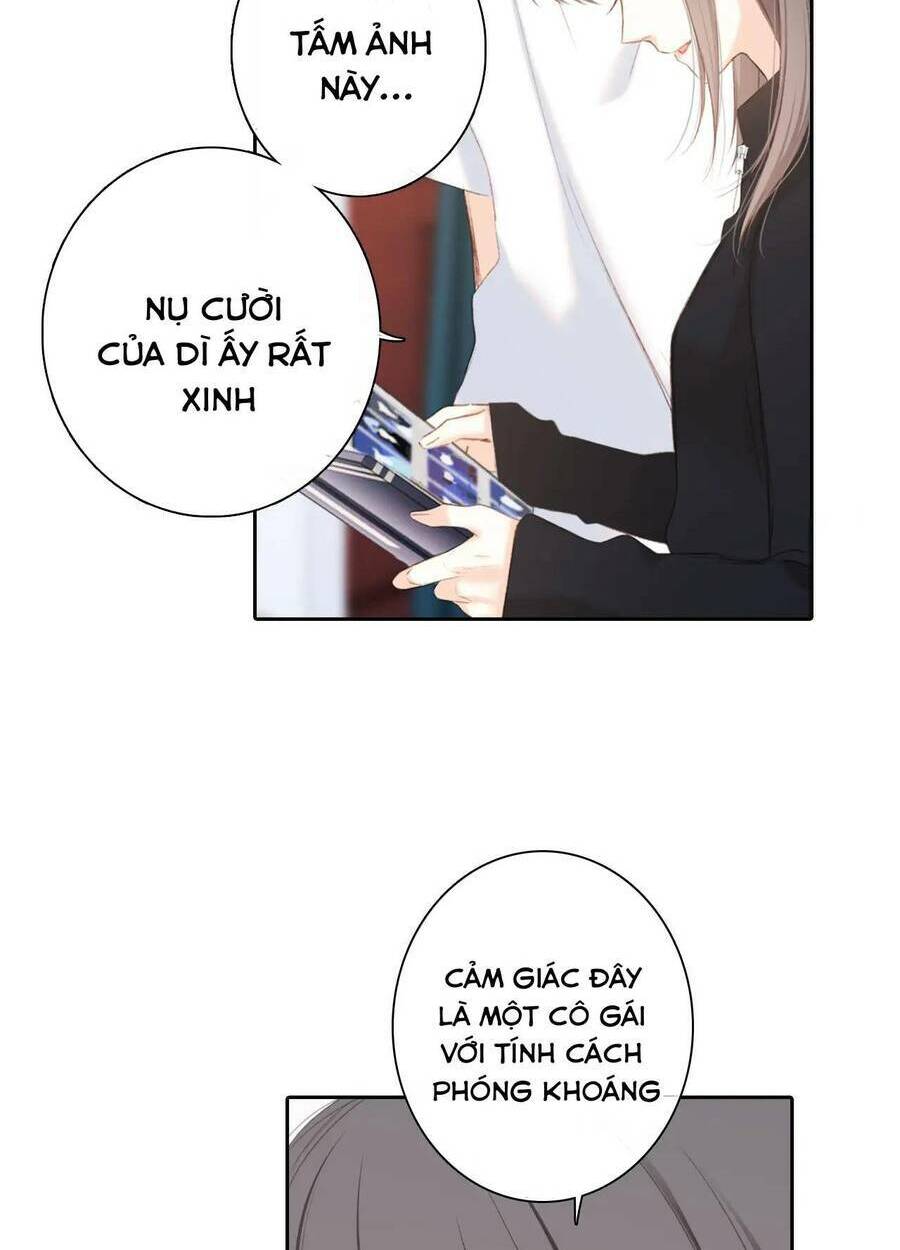 TẤM ẢNH
NÀY...
NỤ CƯỜI
CỦA DÌ ẤY RẤT
XINH
CẢM GIÁC ĐÂY
LÀ MỘT CÔ GÁI
VỚI TÍNH CÁCH
PHÓNG KHOÁNG